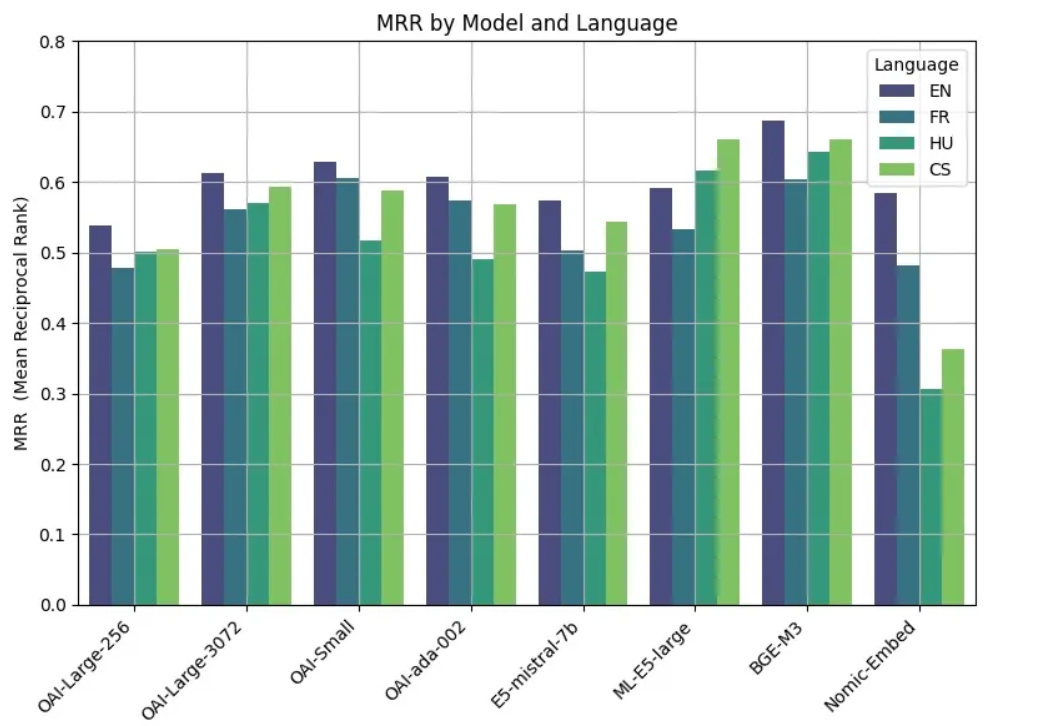 MRR by Model and Language
MRR (Mean Reciprocal Rank)
0.8
0.7
0.6
0.5
0.4
0.3
0.2
0.1
0.0
Language
EN
FR
HU
CS
OAI-Large-256
OAI-Large-3072
OAI-Small
OAI-ada-002
E5-mistral-7b
ML-E5-large
BGE-M3
Nomic-Embed